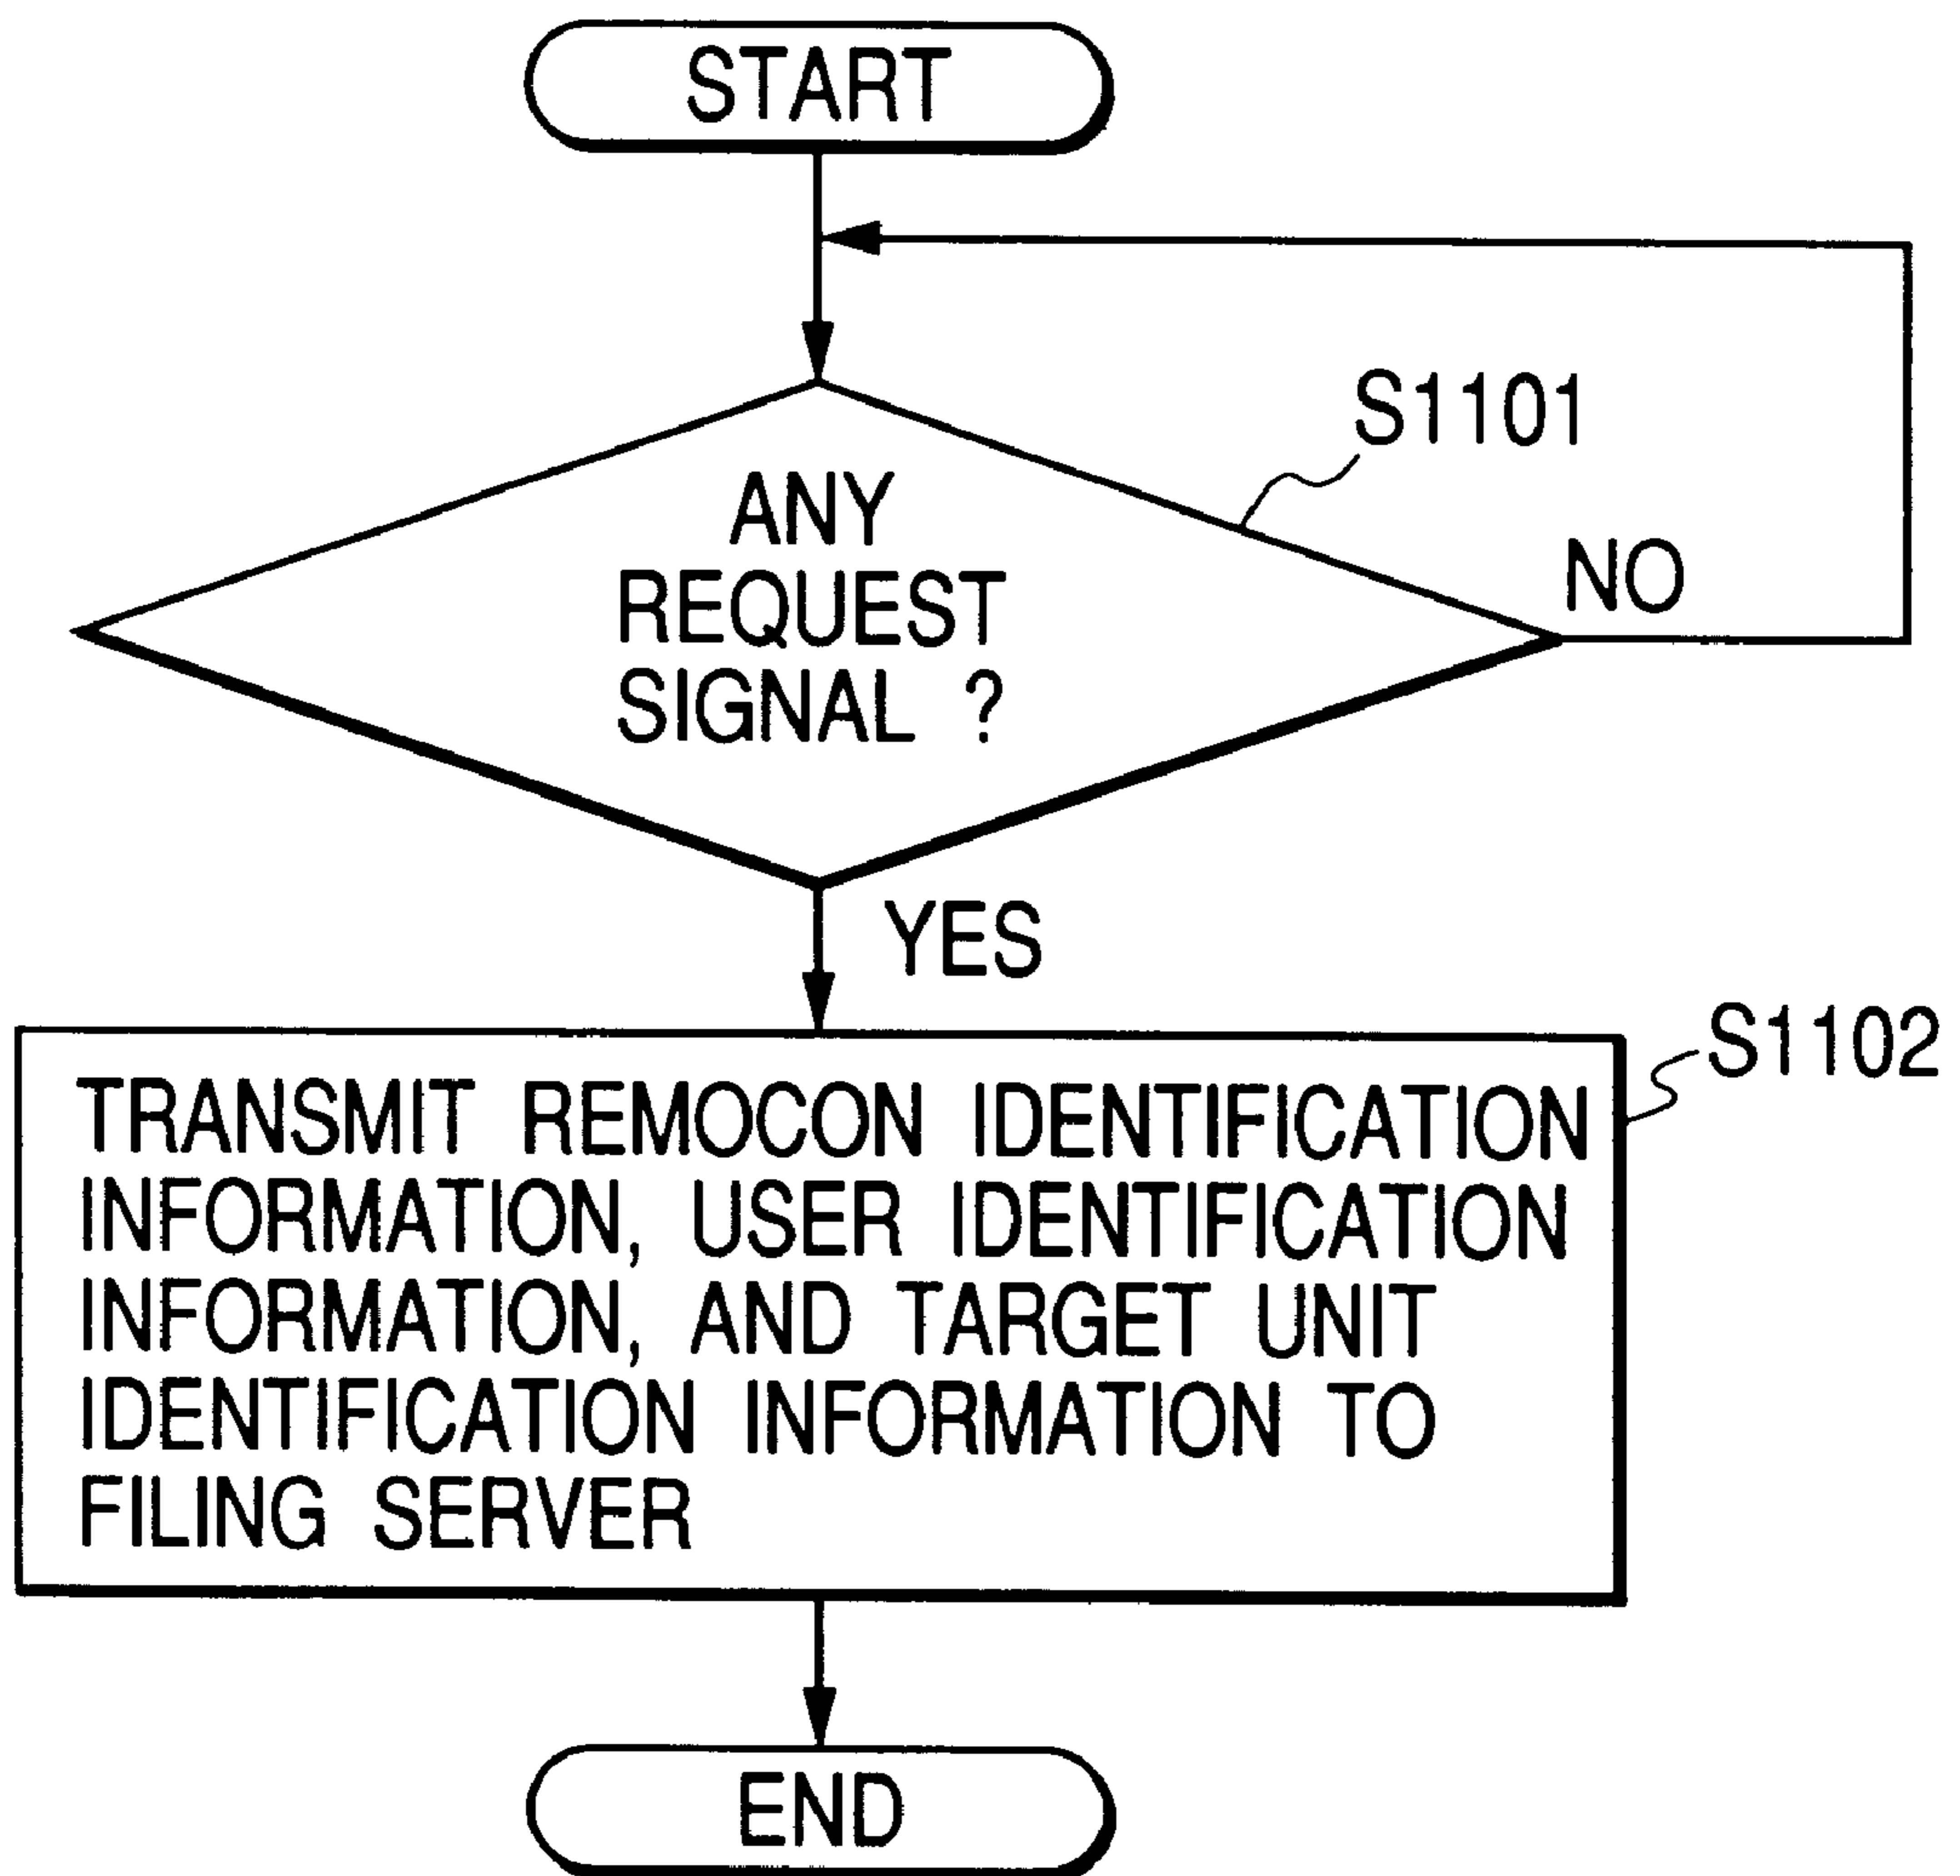 START
S1101
ANY
REQUEST
SIGNAL ?
NO
YES
S1102
TRANSMIT REMOCON IDENTIFICATION
INFORMATION, USER IDENTIFICATION
INFORMATION, AND TARGET UNIT
IDENTIFICATION INFORMATION TO
FILING SERVER
END